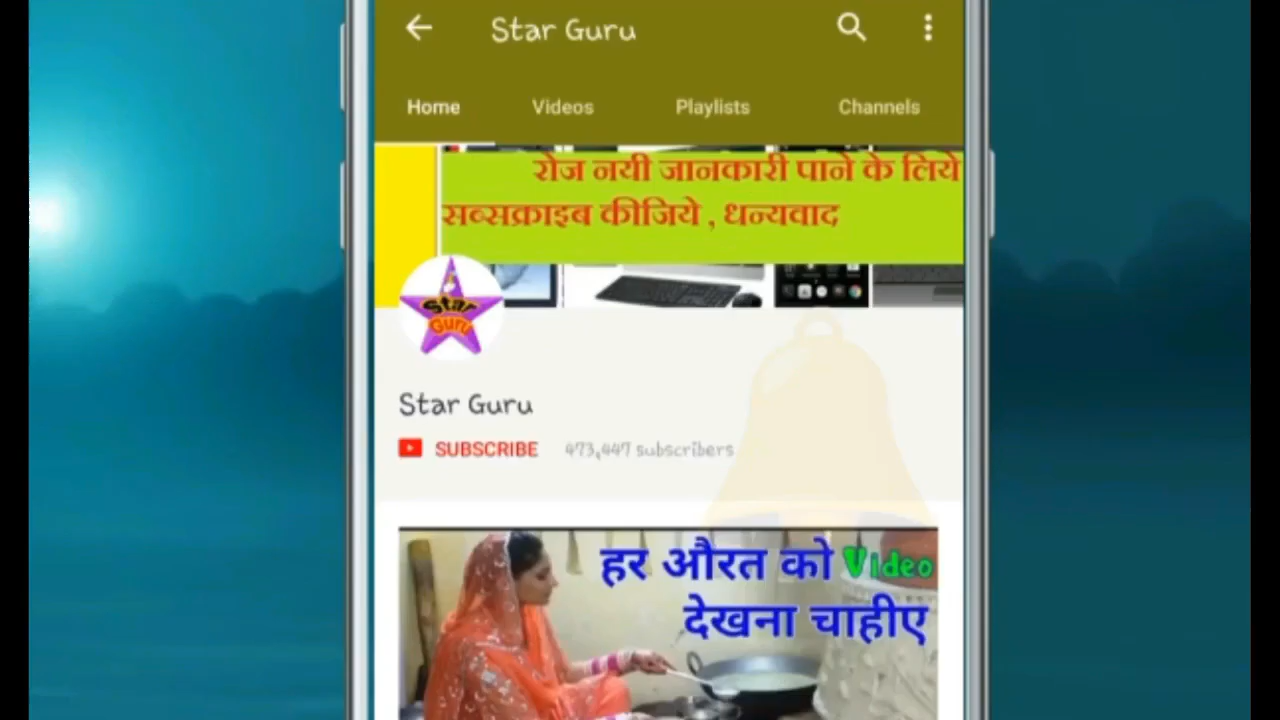 Star Guru
Home Videos Playlists Channels
रोज नयी जानकारी पाने के लिये
सब्सक्राइब कीजिये , धन्यवाद
Star
Guru
Star Guru
SUBSCRIBE 473,447 subscribers
हर औरत को Video
देखना चाहीए